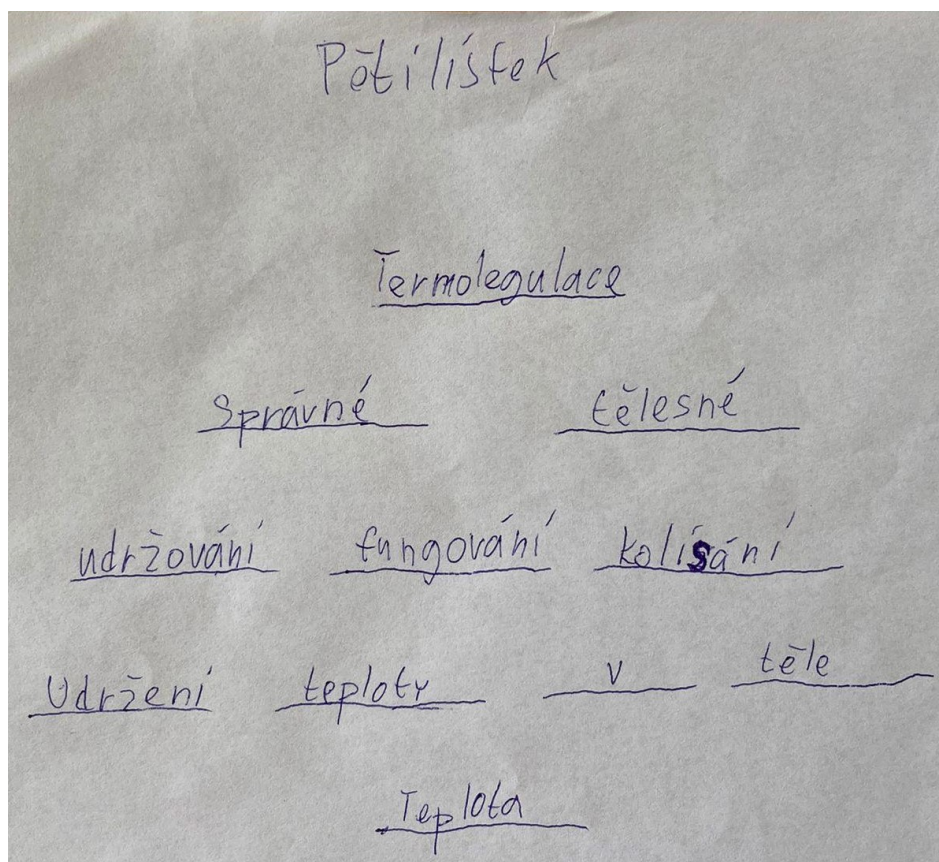 Pětilístek
Termolegulace
Správné tělesné
udržování fungování kolísání
Udržení teploty v těle
Teplota